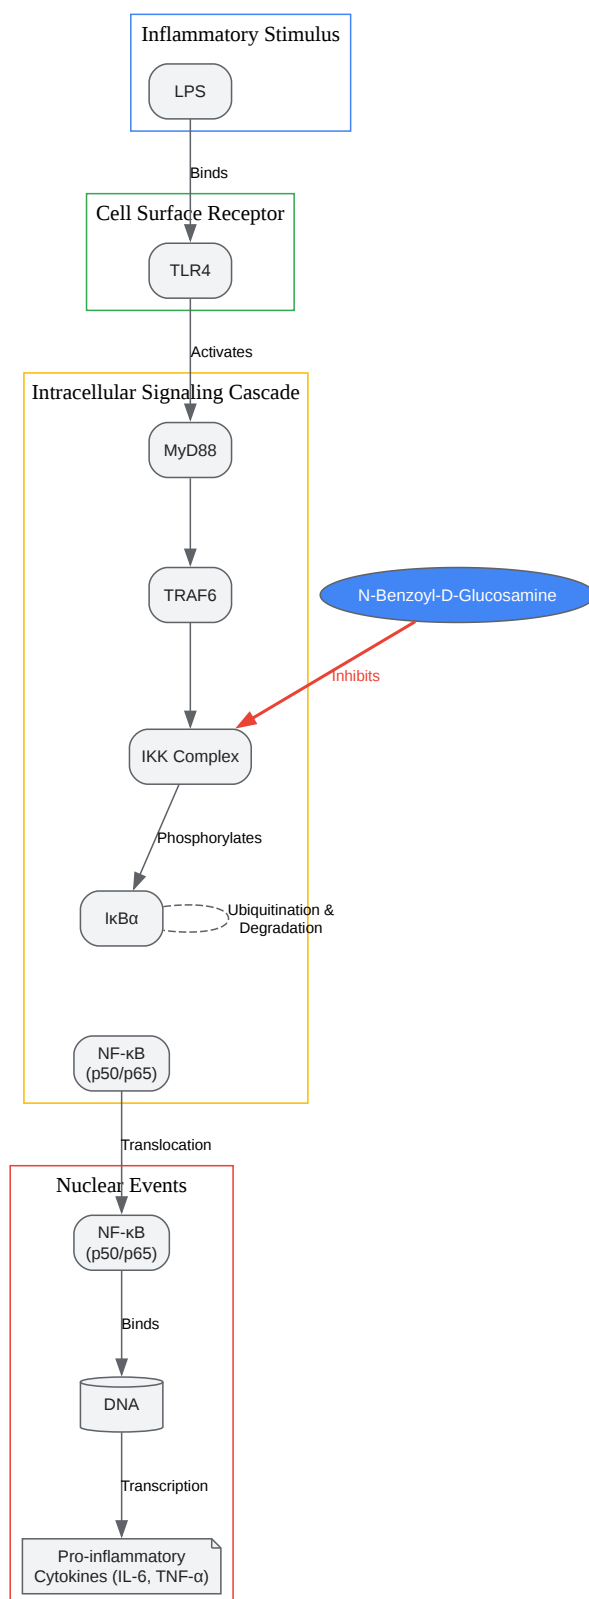 Inflammatory Stimulus
LPS
Binds
Cell Surface Receptor
TLR4
Activates
Intracellular Signaling Cascade
MyD88
TRAF6
N-Benzoyl-D-Glucosamine
Inhibits
IKK Complex
Phosphorylates
IκBα
Ubiquitination &
Degradation
NF-κB
(p50/p65)
Translocation
Nuclear Events
NF-κB
(p50/p65)
Binds
DNA
Transcription
Pro-inflammatory
Cytokines (IL-6, TNF-α)